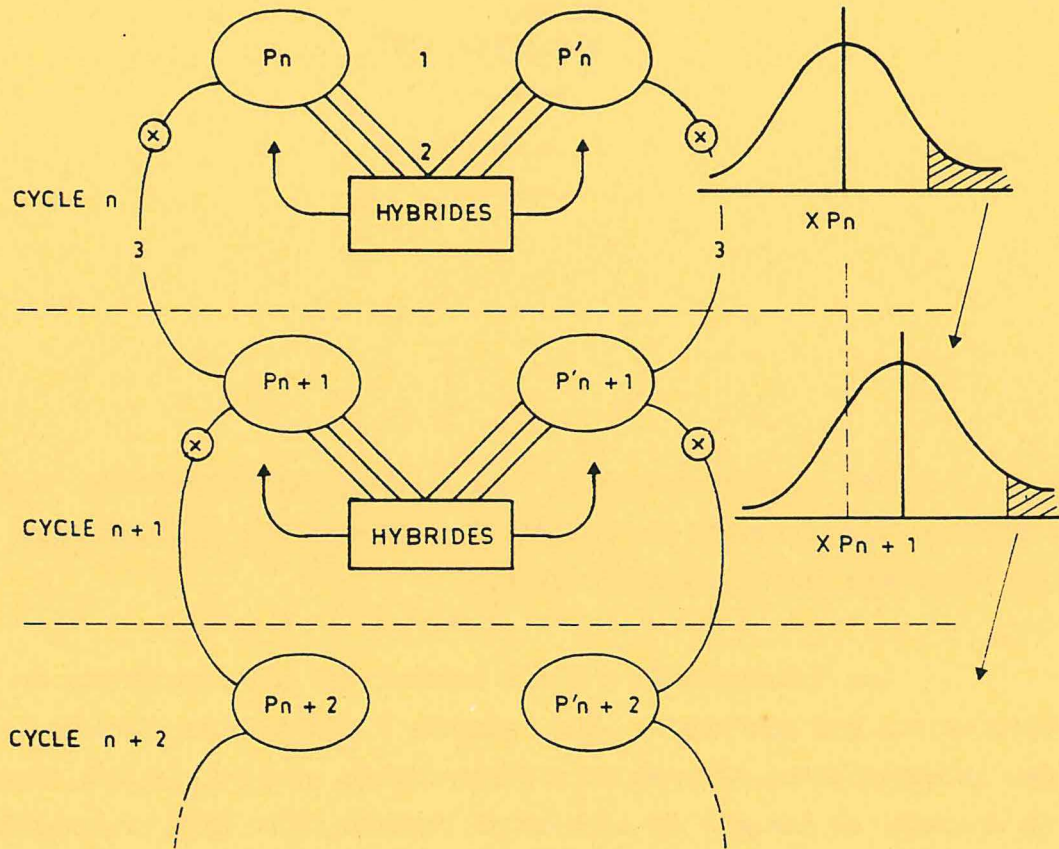 Pn 1 P'n
x x
2
CYCLE n HYBRIDES X Pn
3 3
Pn + 1 P'n + 1
x x
CYCLE n + 1 HYBRIDES X Pn + 1
Pn + 2 P'n + 2
CYCLE n + 2